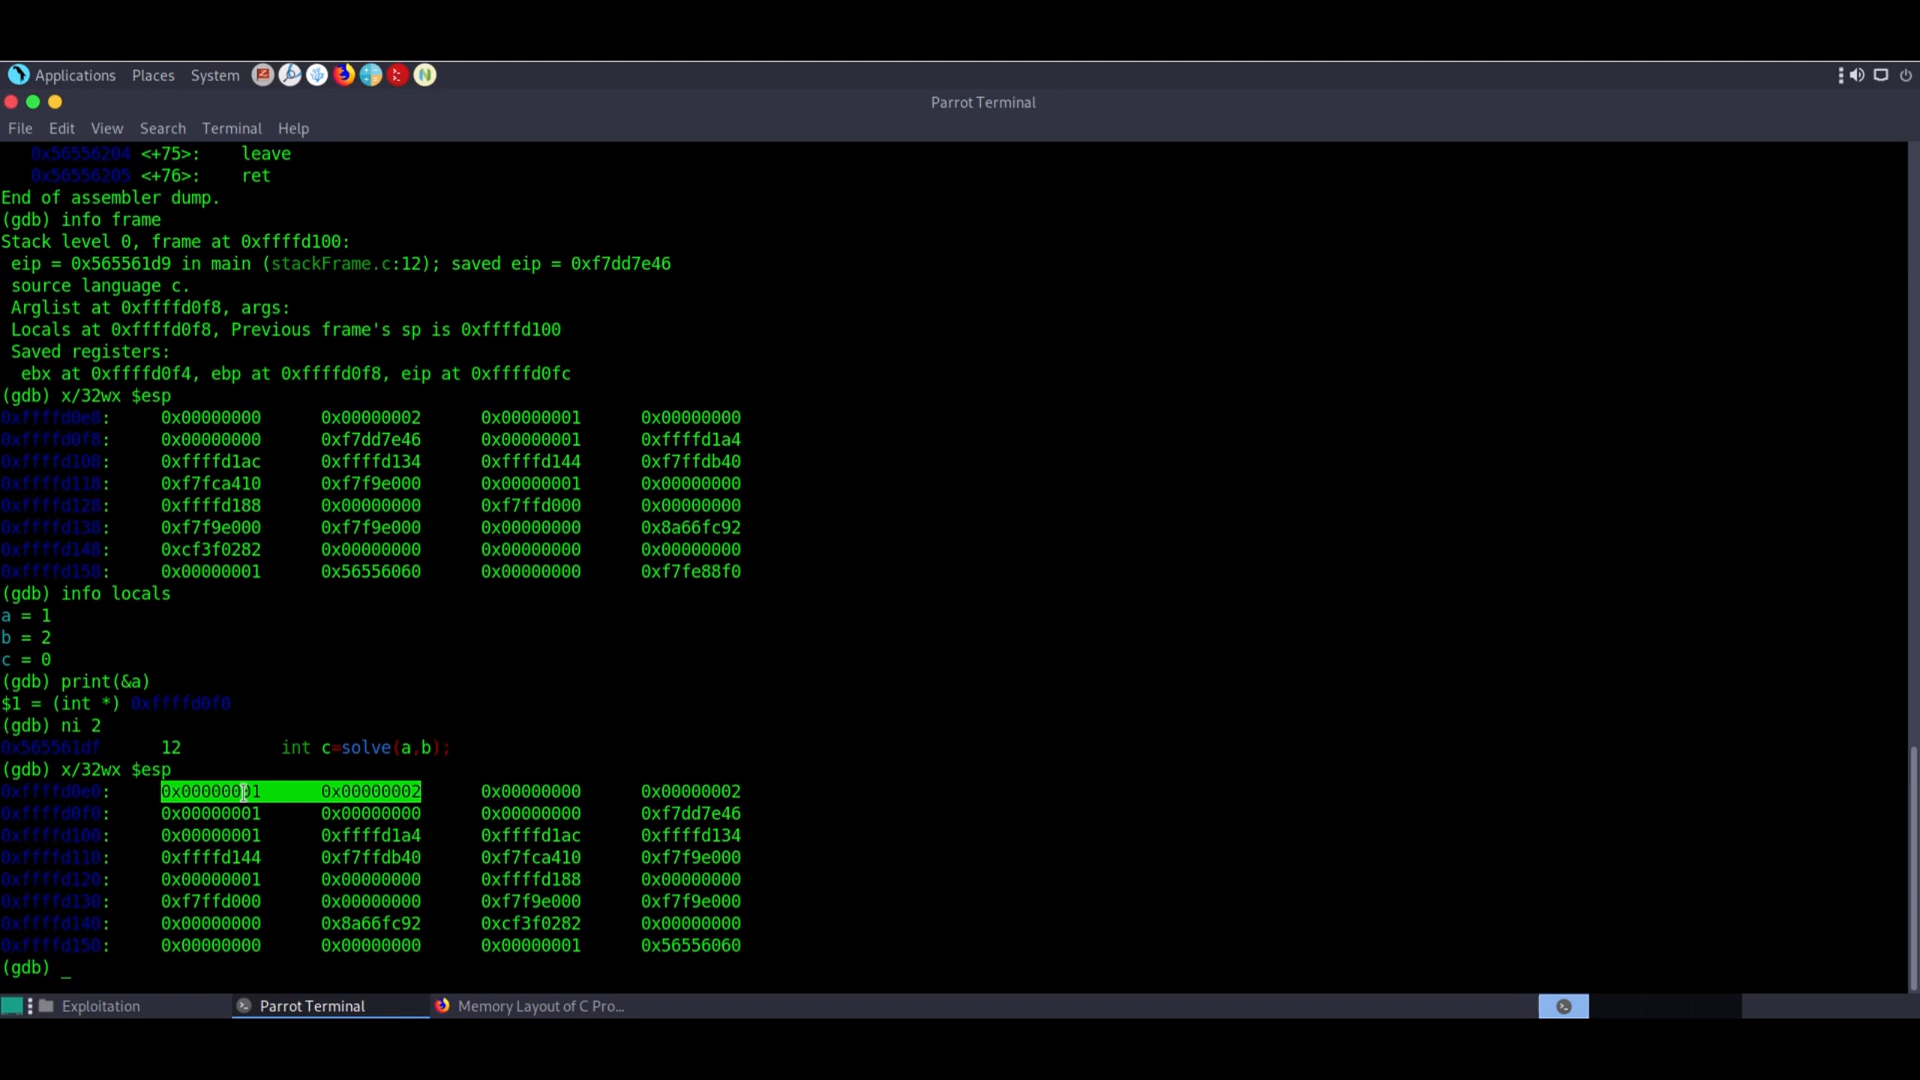 Applications Places System
Parrot Terminal
File Edit View Search Terminal Help
0x56556204 <+75>: leave
0x56556205 <+76>: ret
End of assembler dump.
(gdb) info frame
Stack level 0, frame at 0xffffd100:
eip = 0x565561d9 in main (stackFrame.c:12); saved eip = 0xf7dd7e46
source language c.
Arglist at 0xffffd0f8, args:
Locals at 0xffffd0f8, Previous frame's sp is 0xffffd100
Saved registers:
ebx at 0xffffd0f4, ebp at 0xffffd0f8, eip at 0xffffd0fc
(gdb) x/32wx $esp
0xffffd0e8: 0x00000000 0x00000002 0x00000001 0x00000000
0xffffd0f8: 0x00000000 0xf7dd7e46 0x00000001 0xffffd1a4
0xffffd108: 0xffffd1ac 0xffffd134 0xffffd144 0xf7ffdb40
0xffffd118: 0xf7fca410 0xf7f9e000 0x00000001 0x00000000
0xffffd128: 0xffffd188 0x00000000 0xf7ffd000 0x00000000
0xffffd138: 0xf7f9e000 0xf7f9e000 0x00000000 0x8a66fc92
0xffffd148: 0xcf3f0282 0x00000000 0x00000000 0x00000000
0xffffd158: 0x00000001 0x56556060 0x00000000 0xf7fe88f0
(gdb) info locals
a = 1
b = 2
c = 0
(gdb) print(&a)
$1 = (int *) 0xffffd0f0
(gdb) ni 2
0x565561df 12 int c=solve(a,b);
(gdb) x/32wx $esp
0xffffd0e0: 0x00000001 0x00000002 0x00000000 0x00000002
0xffffd0f0: 0x00000001 0x00000000 0x00000000 0xf7dd7e46
0xffffd100: 0x00000001 0xffffd1a4 0xffffd1ac 0xffffd134
0xffffd110: 0xffffd144 0xf7ffdb40 0xf7fca410 0xf7f9e000
0xffffd120: 0x00000001 0x00000000 0xffffd188 0x00000000
0xffffd130: 0xf7ffd000 0x00000000 0xf7f9e000 0xf7f9e000
0xffffd140: 0x00000000 0x8a66fc92 0xcf3f0282 0x00000000
0xffffd150: 0x00000000 0x00000000 0x00000001 0x56556060
(gdb) _
Exploitation Parrot Terminal Memory Layout of C Pro...